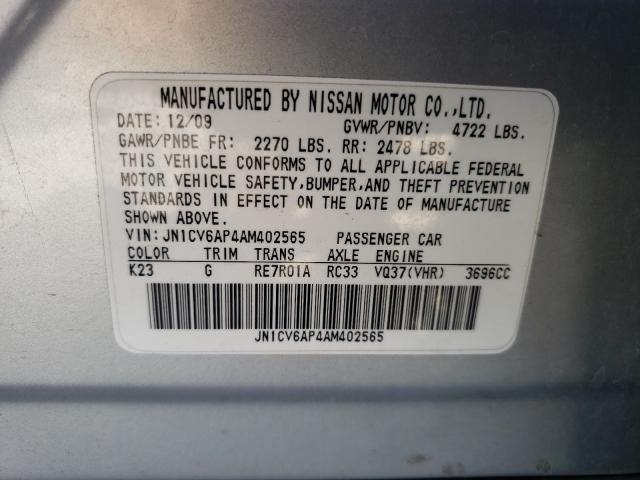 MANUFACTURED BY NISSAN MOTOR CO.,LTD.
DATE: 12/09 GVWR/PNBV: 4722 LBS.
GAWR/PNBE FR: 2270 LBS. RR: 2478 LBS.
THIS VEHICLE CONFORMS TO ALL APPLICABLE FEDERAL
MOTOR VEHICLE SAFETY,BUMPER,AND THEFT PREVENTION
STANDARDS IN EFFECT ON THE DATE OF MANUFACTURE
SHOWN ABOVE.
VIN: JN1CV6AP4AM402565 PASSENGER CAR
COLOR TRIM TRANS AXLE ENGINE
K23 G RE7R01A RC33 VQ37(VHR) 3696CC
JN1CV6AP4AM402565